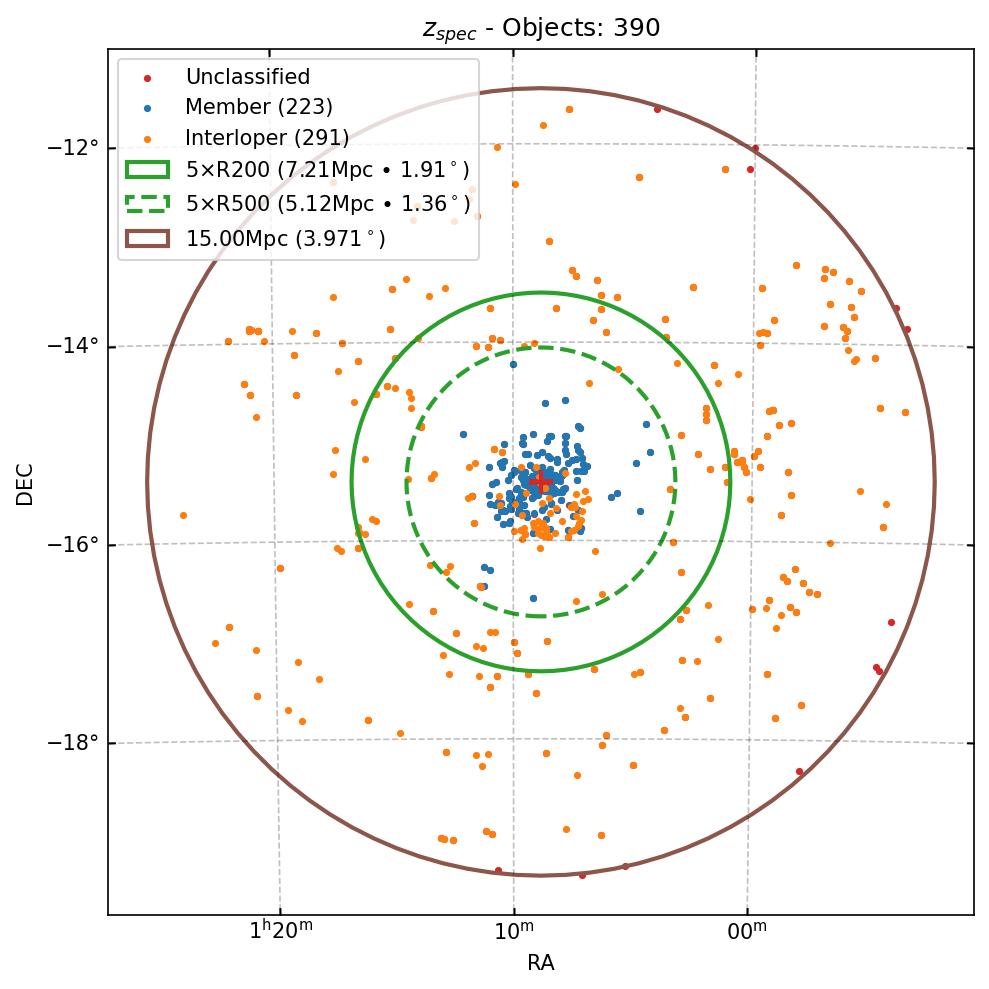 z_spec - Objects: 390
Unclassified
Member (223)
Interloper (291)
5×R200 (7.21Mpc • 1.91°)
5×R500 (5.12Mpc • 1.36°)
15.00Mpc (3.971°)
−12°
−14°
−16°
−18°
DEC
1ʰ20ᵐ
10ᵐ
00ᵐ
RA